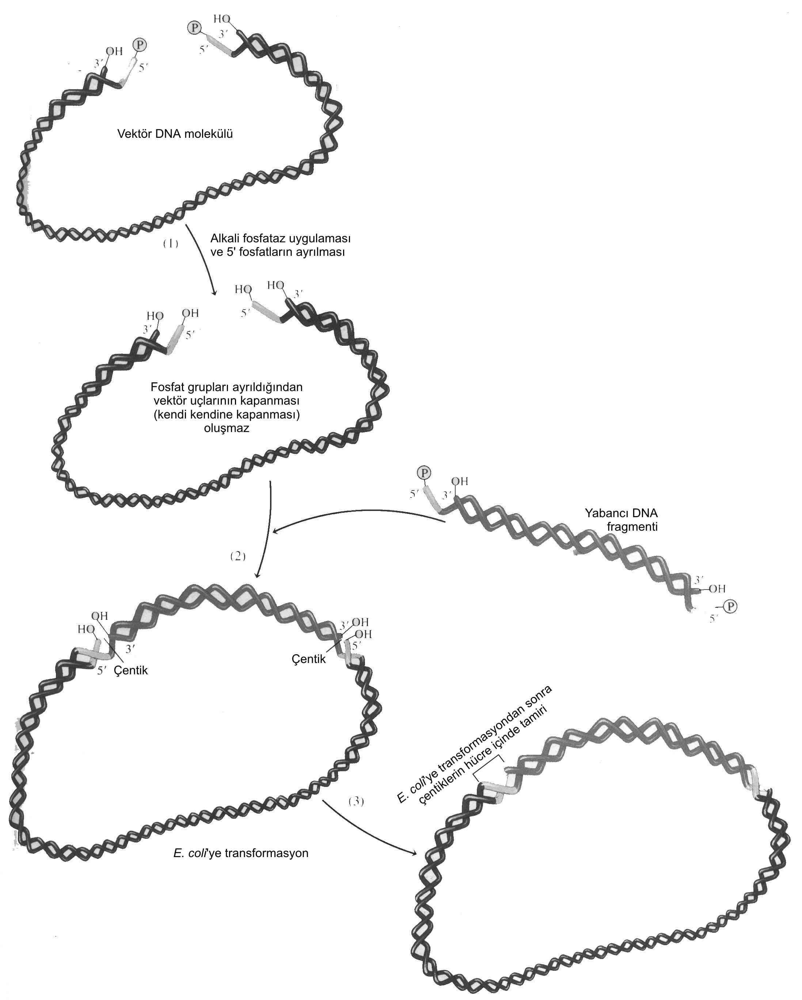 HO
P
3′
5′
OH
P
3′
5′
Vektör DNA molekülü
(1)
Alkali fosfataz uygulaması
ve 5' fosfatların ayrılması
HO
HO
3′
5′
HO
OH
3′
5′
Fosfat grupları ayrıldığından
vektör uçlarının kapanması
(kendi kendine kapanması)
oluşmaz
P
OH
5′
3′
Yabancı DNA
fragmenti
(2)
3′
OH
P
5′
OH
HO
3′
5′
Çentik
3′
OH
OH
5′
Çentik
E. coli'ye transformasyondan sonra
çentiklerin hücre içinde tamiri
(3)
E. coli'ye transformasyon